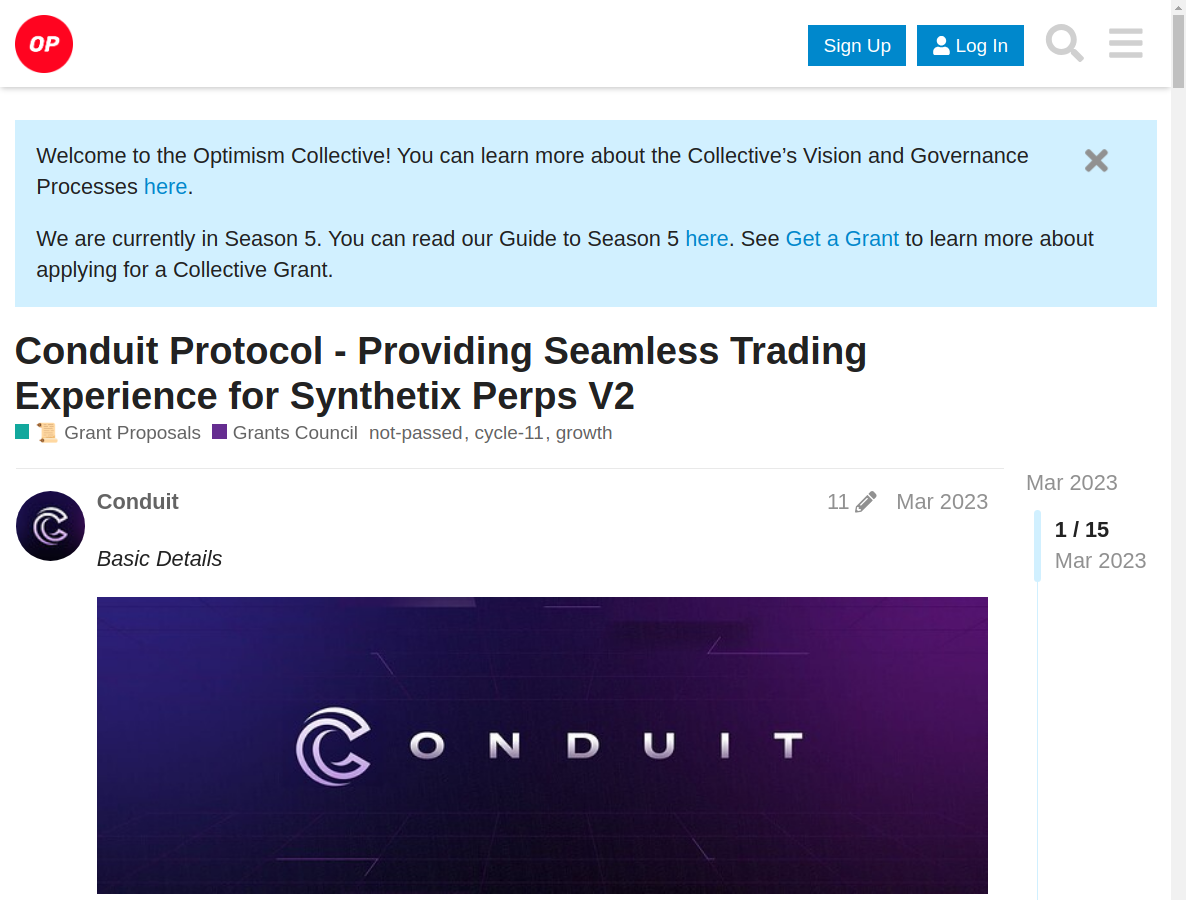 OP
Sign Up
Log In
Welcome to the Optimism Collective! You can learn more about the Collective’s Vision and Governance
Processes here.
We are currently in Season 5. You can read our Guide to Season 5 here. See Get a Grant to learn more about
applying for a Collective Grant.
Conduit Protocol - Providing Seamless Trading
Experience for Synthetix Perps V2
📜 Grant Proposals Grants Council not-passed, cycle-11, growth
Conduit
11
Mar 2023
Mar 2023
1 / 15
Mar 2023
Basic Details
CONDUIT